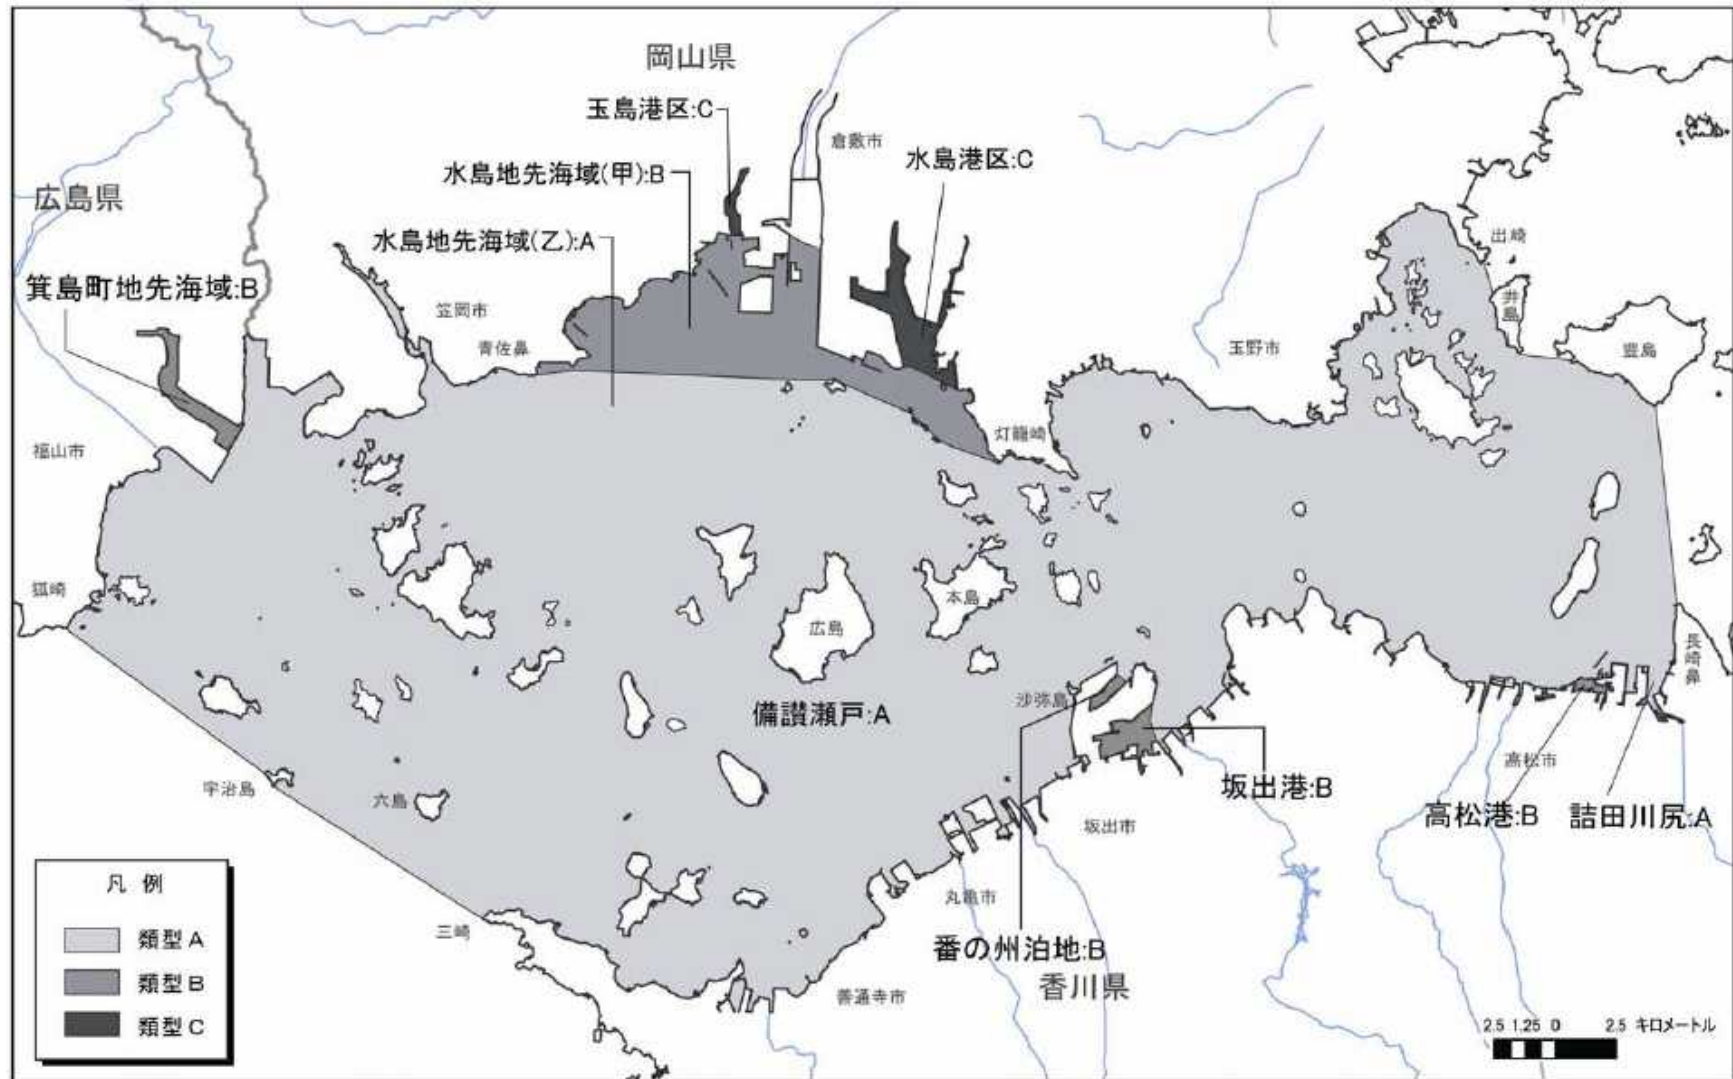 岡山県
玉島港区:C
倉敷市
水島港区:C
水島地先海域(甲):B
広島県
水島地先海域(乙):A
出崎
箕島町地先海域:B
井島
笠岡市
青佐鼻
玉野市
豊島
灯籠崎
福山市
狐崎
本島
広島
長崎鼻
沙弥島
備讃瀬戸:A
高松市
宇治島
六島
坂出港:B
高松港:B
詰田川尻:A
坂出市
凡 例
丸亀市
三崎
類型A
番の州泊地:B
類型B
香川県
善通寺市
類型C
2.5 1.25 0 2.5 キロメートル